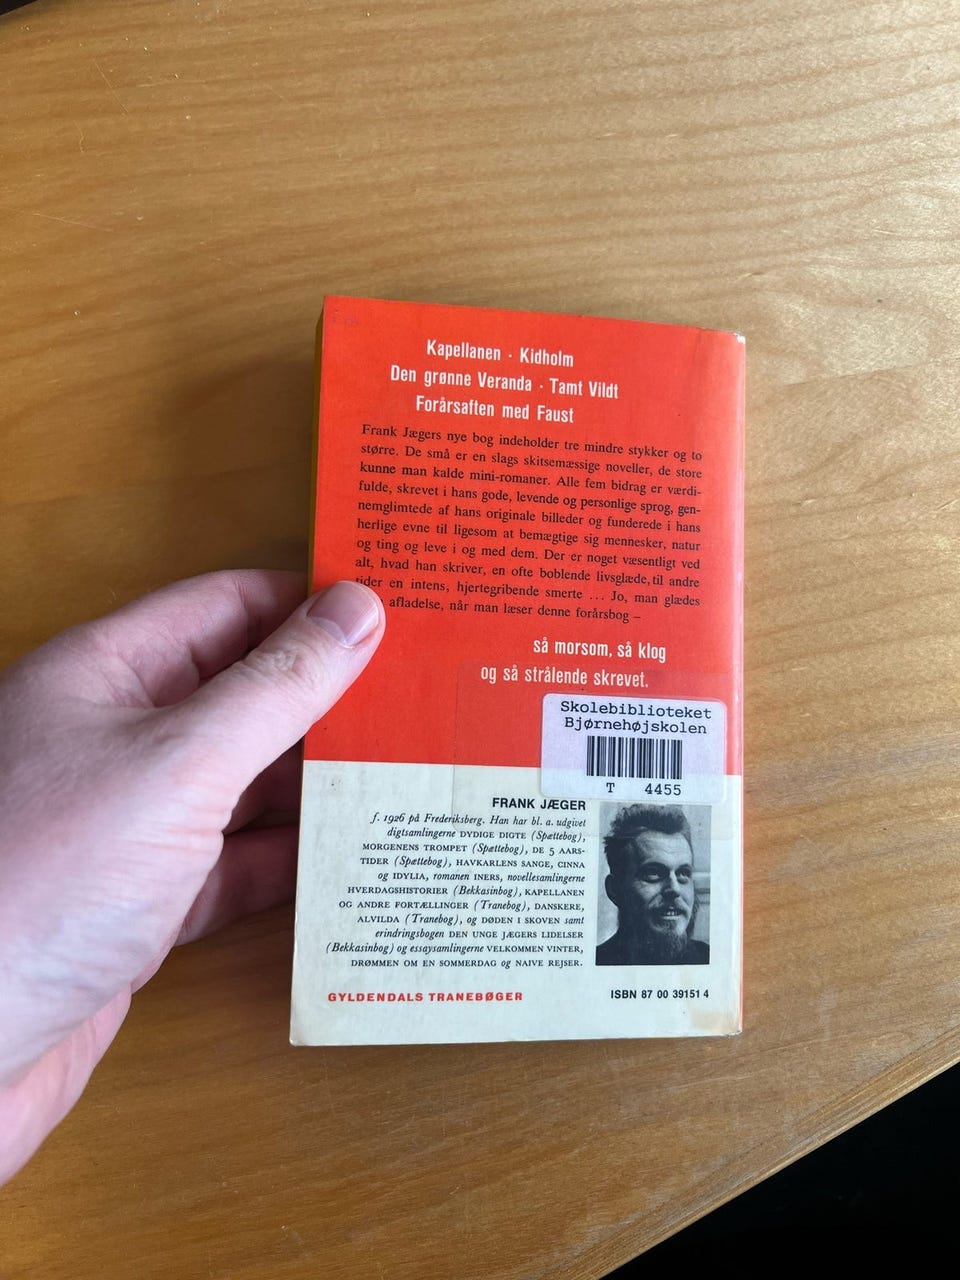 Kapellanen · Kidholm
Den grønne Veranda · Tamt Vildt
Forårsaften med Faust
Frank Jægers nye bog indeholder tre mindre stykker og to
større. De små er en slags skitsemæssige noveller, de store
kunne man kalde mini-romaner. Alle fem bidrag er værdi-
fulde, skrevet i hans gode, levende og personlige sprog, gen-
nemglimtede af hans originale billeder og funderede i hans
herlige evne til ligesom at bemægtige sig mennesker, natur
og ting og leve i og med dem. Der er noget væsentligt ved
alt, hvad han skriver, en ofte boblende livsglæde, til andre
tider en intens, hjertegribende smerte ... Jo, man glædes
afladelse, når man læser denne forårsbog –
så morsom, så klog
og så strålende skrevet.
Skolebiblioteket
Bjørnehøjskolen
T 4455
FRANK JÆGER
f. 1926 på Frederiksberg. Han har bl. a. udgivet
digtsamlingerne DYDIGE DIGTE (Spættebog),
MORGENENS TROMPET (Spættebog), DE 5 AARS-
TIDER (Spættebog), HAVKARLENS SANGE, CINNA
og IDYLIA, romanen INERS, novellesamlingerne
HVERDAGSHISTORIER (Bekkasinbog), KAPELLANEN
OG ANDRE FORTÆLLINGER (Tranebog), DANSKERE,
ALVILDA (Tranebog), og DØDEN I SKOVEN samt
erindringsbogen DEN UNGE JÆGERS LIDELSER
(Bekkasinbog) og essaysamlingerne VELKOMMEN VINTER,
DRØMMEN OM EN SOMMERDAG og NAIVE REJSER.
GYLDENDALS TRANEBØGER
ISBN 87 00 39151 4